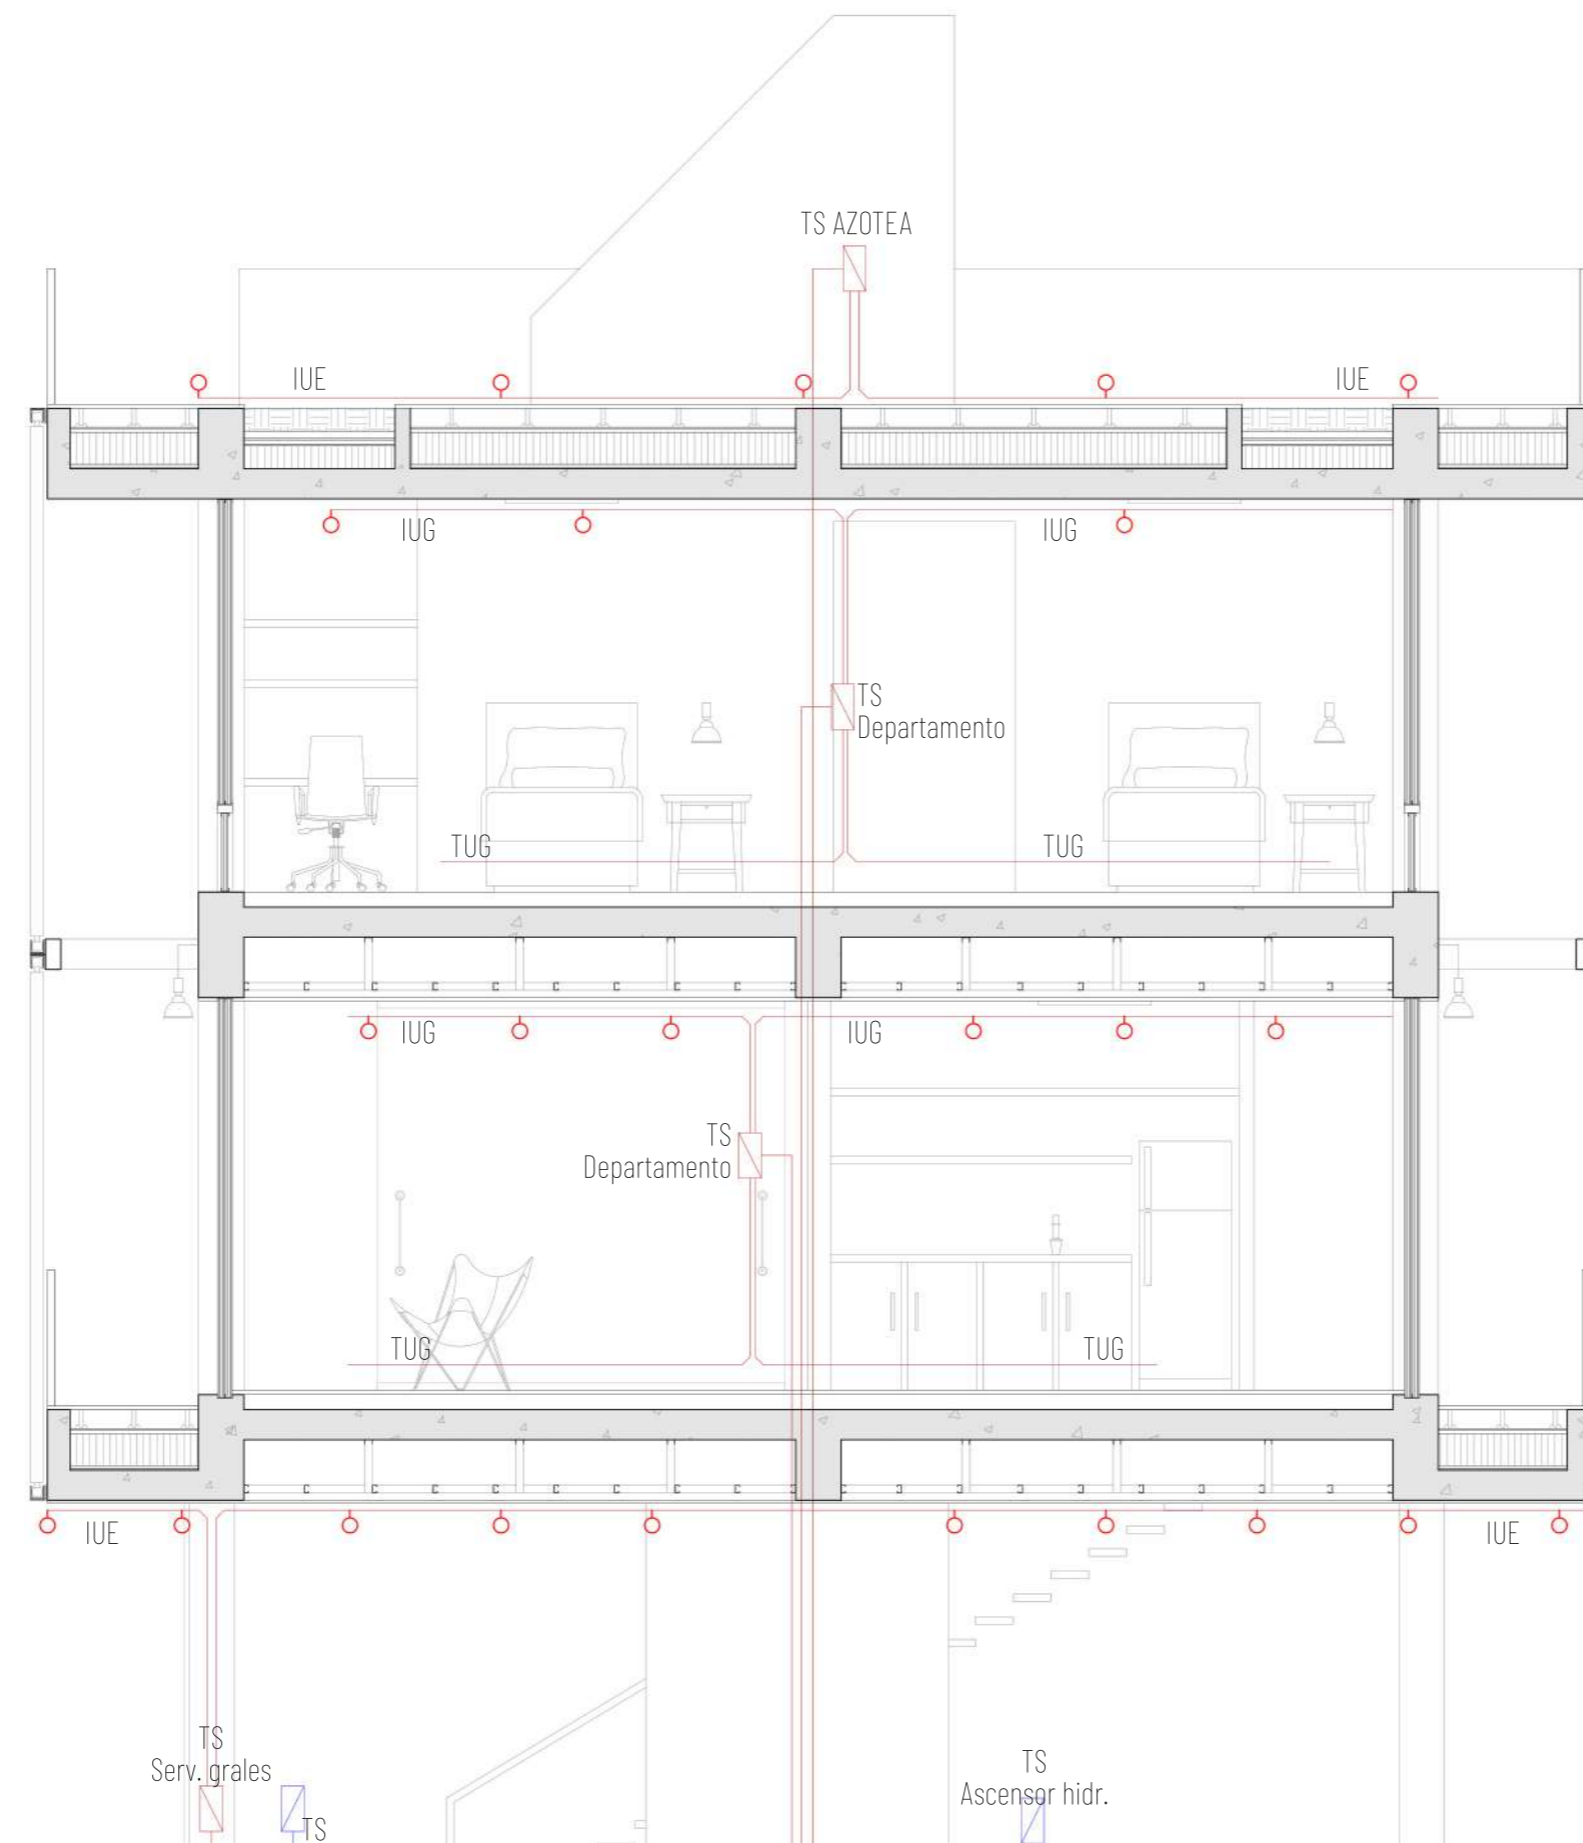 TS AZOTEA
IUE
IUE
IUG
IUG
TS
Departamento
TUG
TUG
IUG
IUG
TS
Departamento
TUG
TUG
IUE
IUE
TS
Serv. grales
TS
Ascensor hidr.
TS